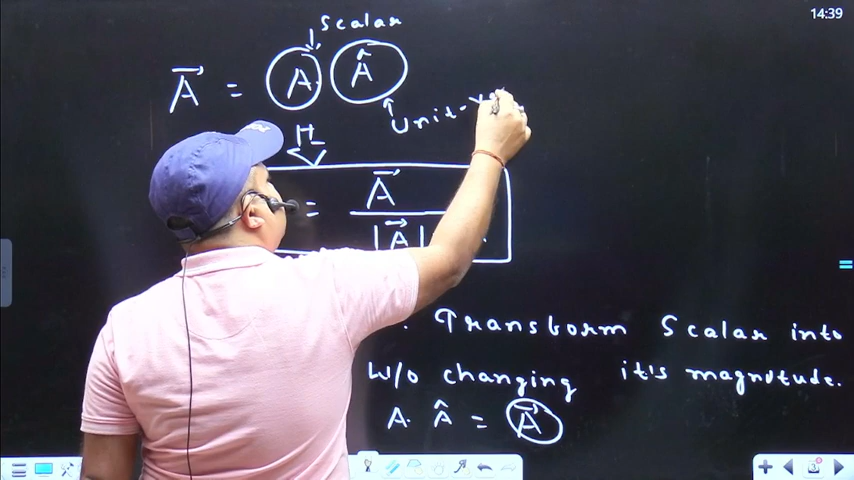 14:39
Scalar
A⃗ = A Â
Unit-
= A⃗ / |A⃗|
Transform Scalar into
W/o changing it's magnitude.
A. Â = A⃗